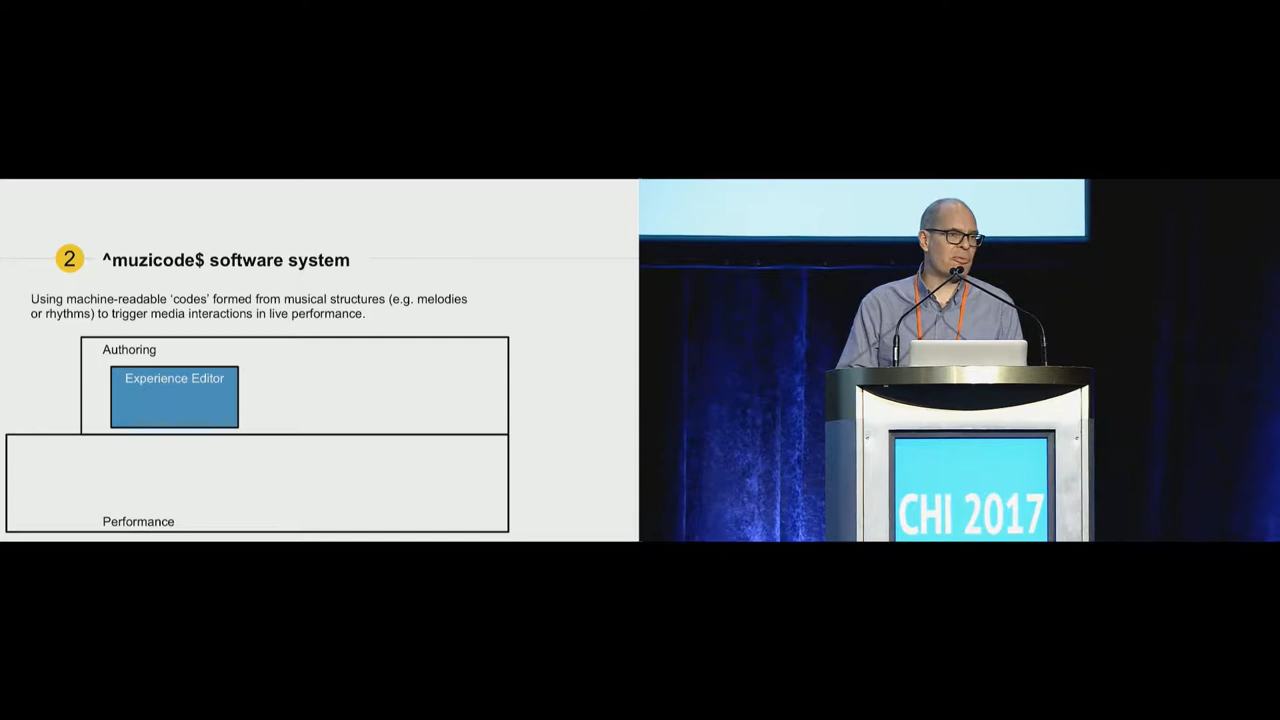 2
^muzicode$ software system
Using machine-readable ‘codes’ formed from musical structures (e.g. melodies
or rhythms) to trigger media interactions in live performance.
Authoring
Experience Editor
Performance
CHI 2017